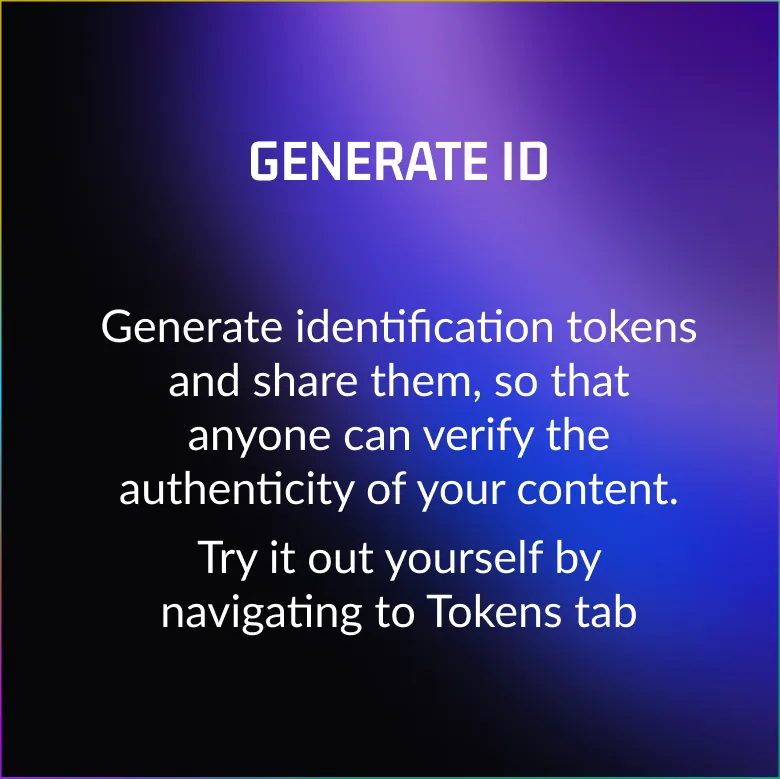 GENERATE ID
Generate identification tokens
and share them, so that
anyone can verify the
authenticity of your content.
Try it out yourself by
navigating to Tokens tab